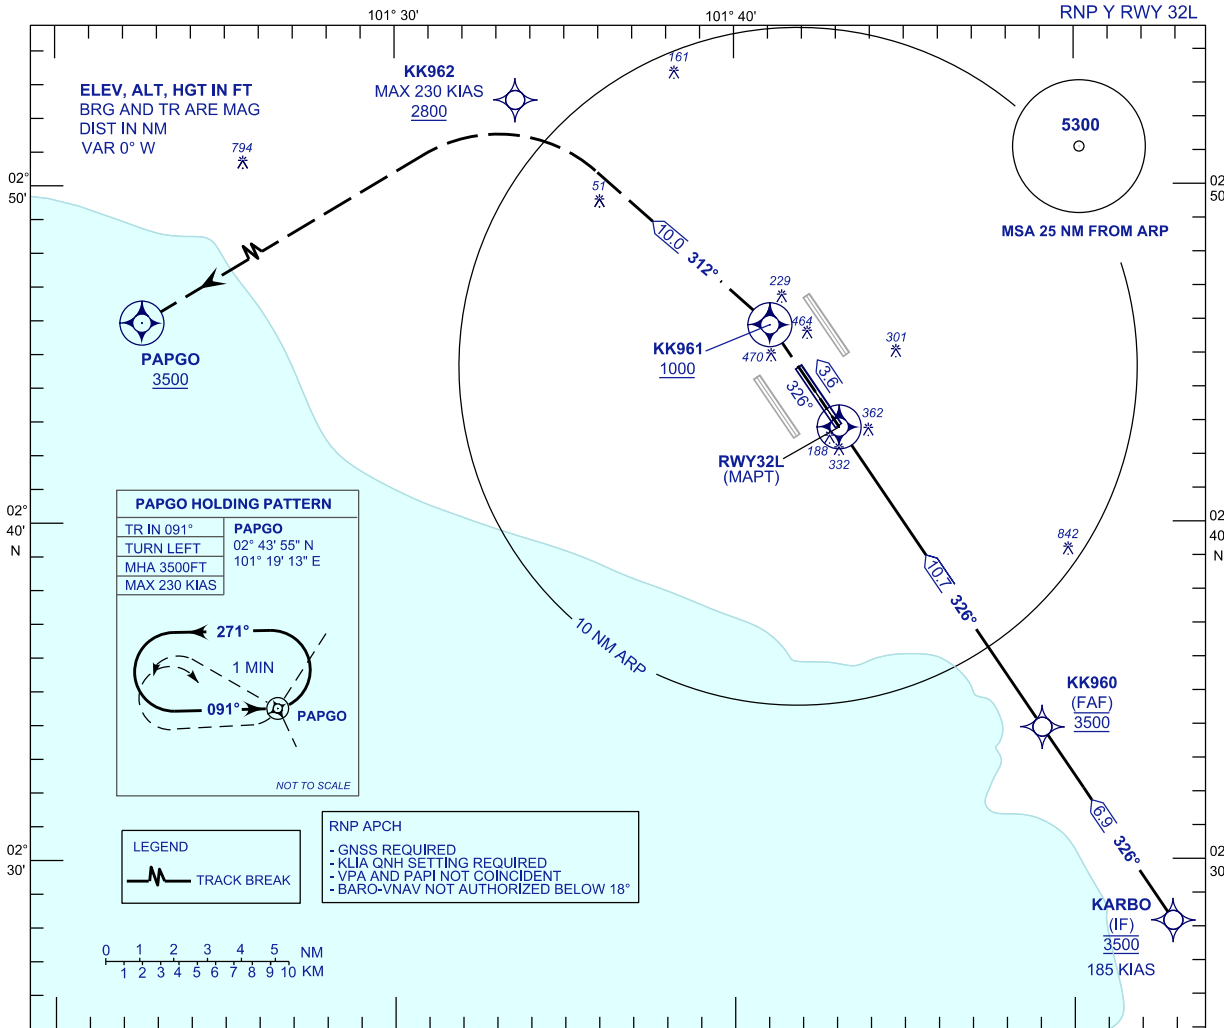 RNP Y RWY 32L
101° 30'
101° 40'
ELEV, ALT, HGT IN FT
BRG AND TR ARE MAG
DIST IN NM
VAR 0° W
KK962
MAX 230 KIAS
2800
161
794
51
5300
MSA 25 NM FROM ARP
02°
50'
02
50
10.0 312°
229
464
470
301
KK961
1000
3.6
326°
PAPGO
3500
362
188
332
RWY32L
(MAPT)
842
02°
40'
N
02
40
N
PAPGO HOLDING PATTERN
TR IN 091°
TURN LEFT
MHA 3500FT
MAX 230 KIAS
PAPGO
02° 43' 55" N
101° 19' 13" E
271°
1 MIN
091°
PAPGO
NOT TO SCALE
10 NM ARP
10.7 326°
KK960
(FAF)
3500
6.9 326°
KARBO
(IF)
3500
185 KIAS
02°
30'
02
30
LEGEND
TRACK BREAK
RNP APCH
- GNSS REQUIRED
- KLIA QNH SETTING REQUIRED
- VPA AND PAPI NOT COINCIDENT
- BARO-VNAV NOT AUTHORIZED BELOW 18°
0 1 2 3 4 5 NM
1 2 3 4 5 6 7 8 9 10 KM